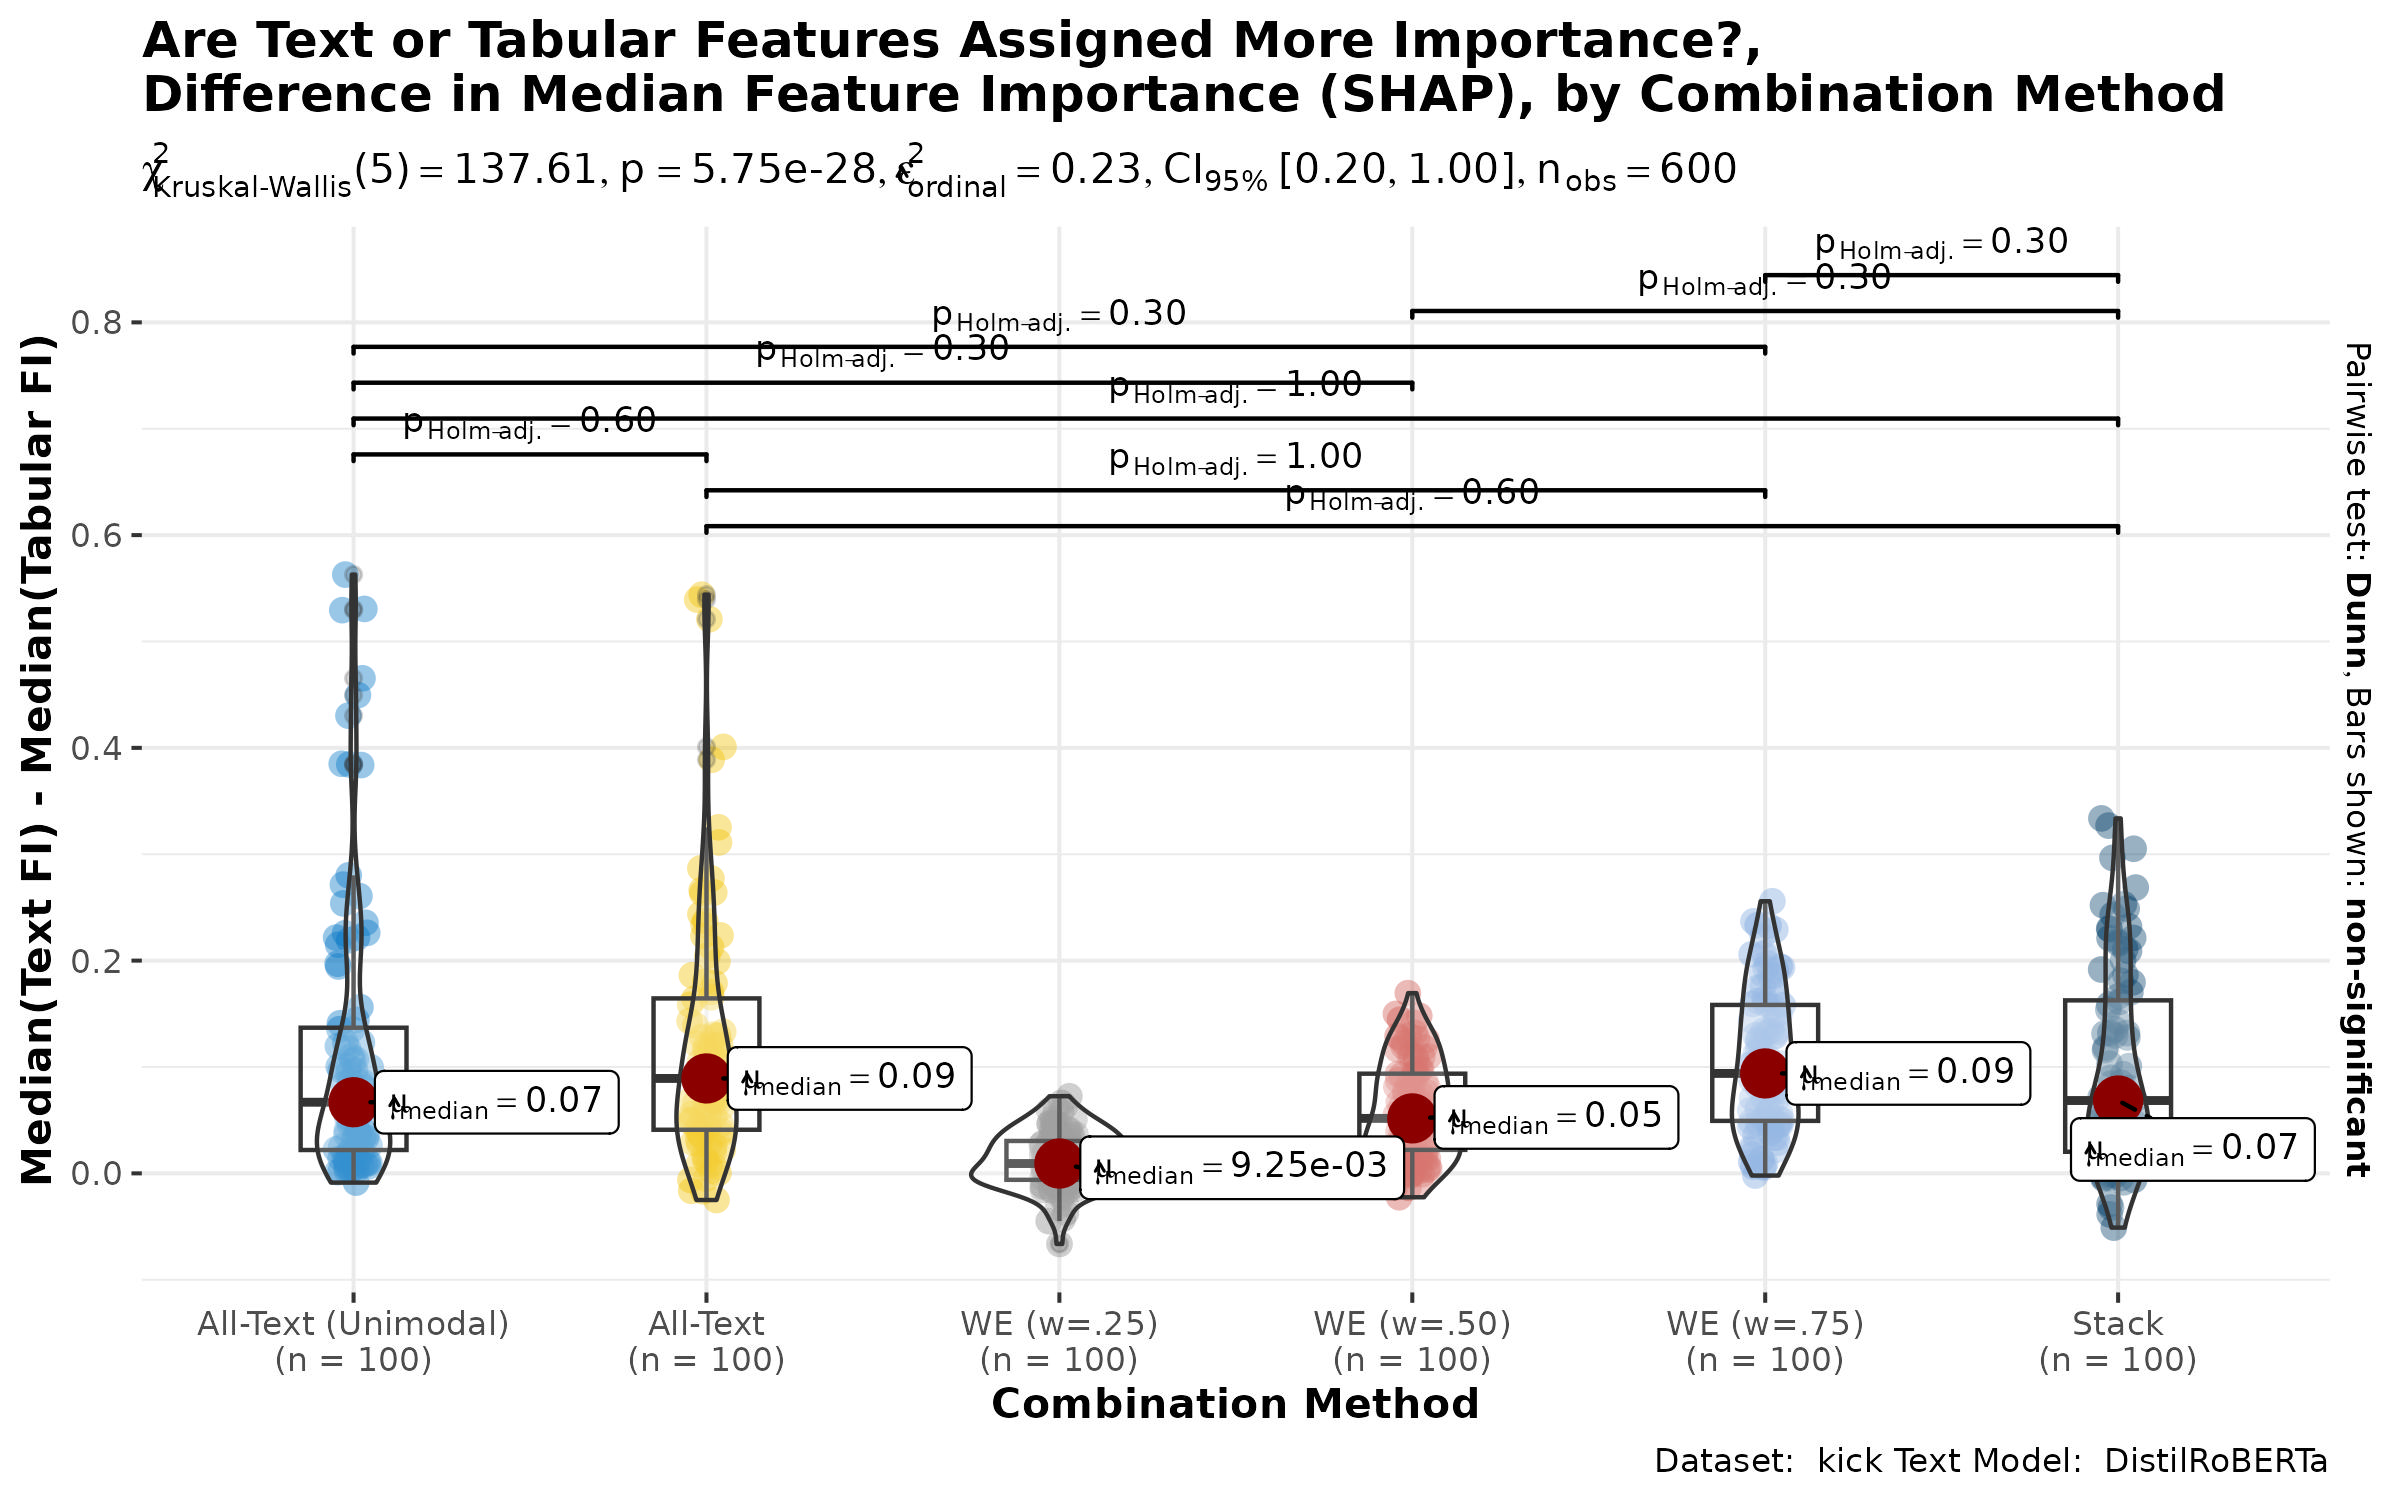 Are Text or Tabular Features Assigned More Importance?,
Difference in Median Feature Importance (SHAP), by Combination Method
χ²Kruskal-Wallis(5) = 137.61, p = 5.75e-28, ε²ordinal = 0.23, CI95% [0.20, 1.00], nobs = 600
pHolm-adj. = 0.30
pHolm-adj. = 0.30
pHolm-adj. = 0.30
pHolm-adj. = 0.30
pHolm-adj. = 1.00
pHolm-adj. = 0.60
pHolm-adj. = 1.00
pHolm-adj. = 0.60
Median(Text FI) - Median(Tabular FI)
0.8
0.6
0.4
0.2
0.0
μ̂median = 0.07
μ̂median = 0.09
μ̂median = 9.25e-03
μ̂median = 0.05
μ̂median = 0.09
μ̂median = 0.07
Pairwise test: Dunn, Bars shown: non-significant
All-Text (Unimodal)
(n = 100)
All-Text
(n = 100)
WE (w=.25)
(n = 100)
WE (w=.50)
(n = 100)
WE (w=.75)
(n = 100)
Stack
(n = 100)
Combination Method
Dataset:  kick Text Model:  DistilRoBERTa